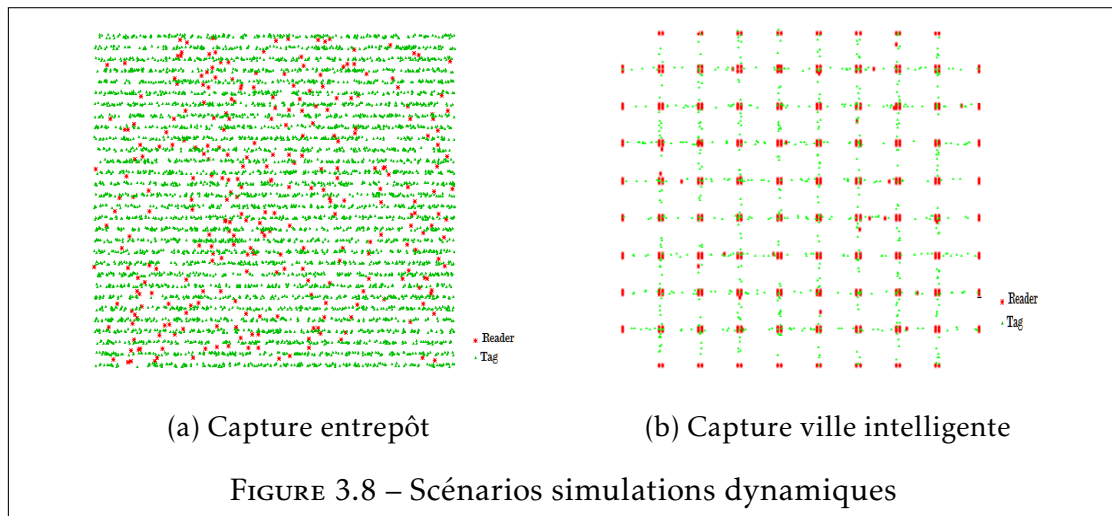 Reader
Tag
Reader
Tag
(a) Capture entrepôt
(b) Capture ville intelligente
FIGURE 3.8 – Scénarios simulations dynamiques